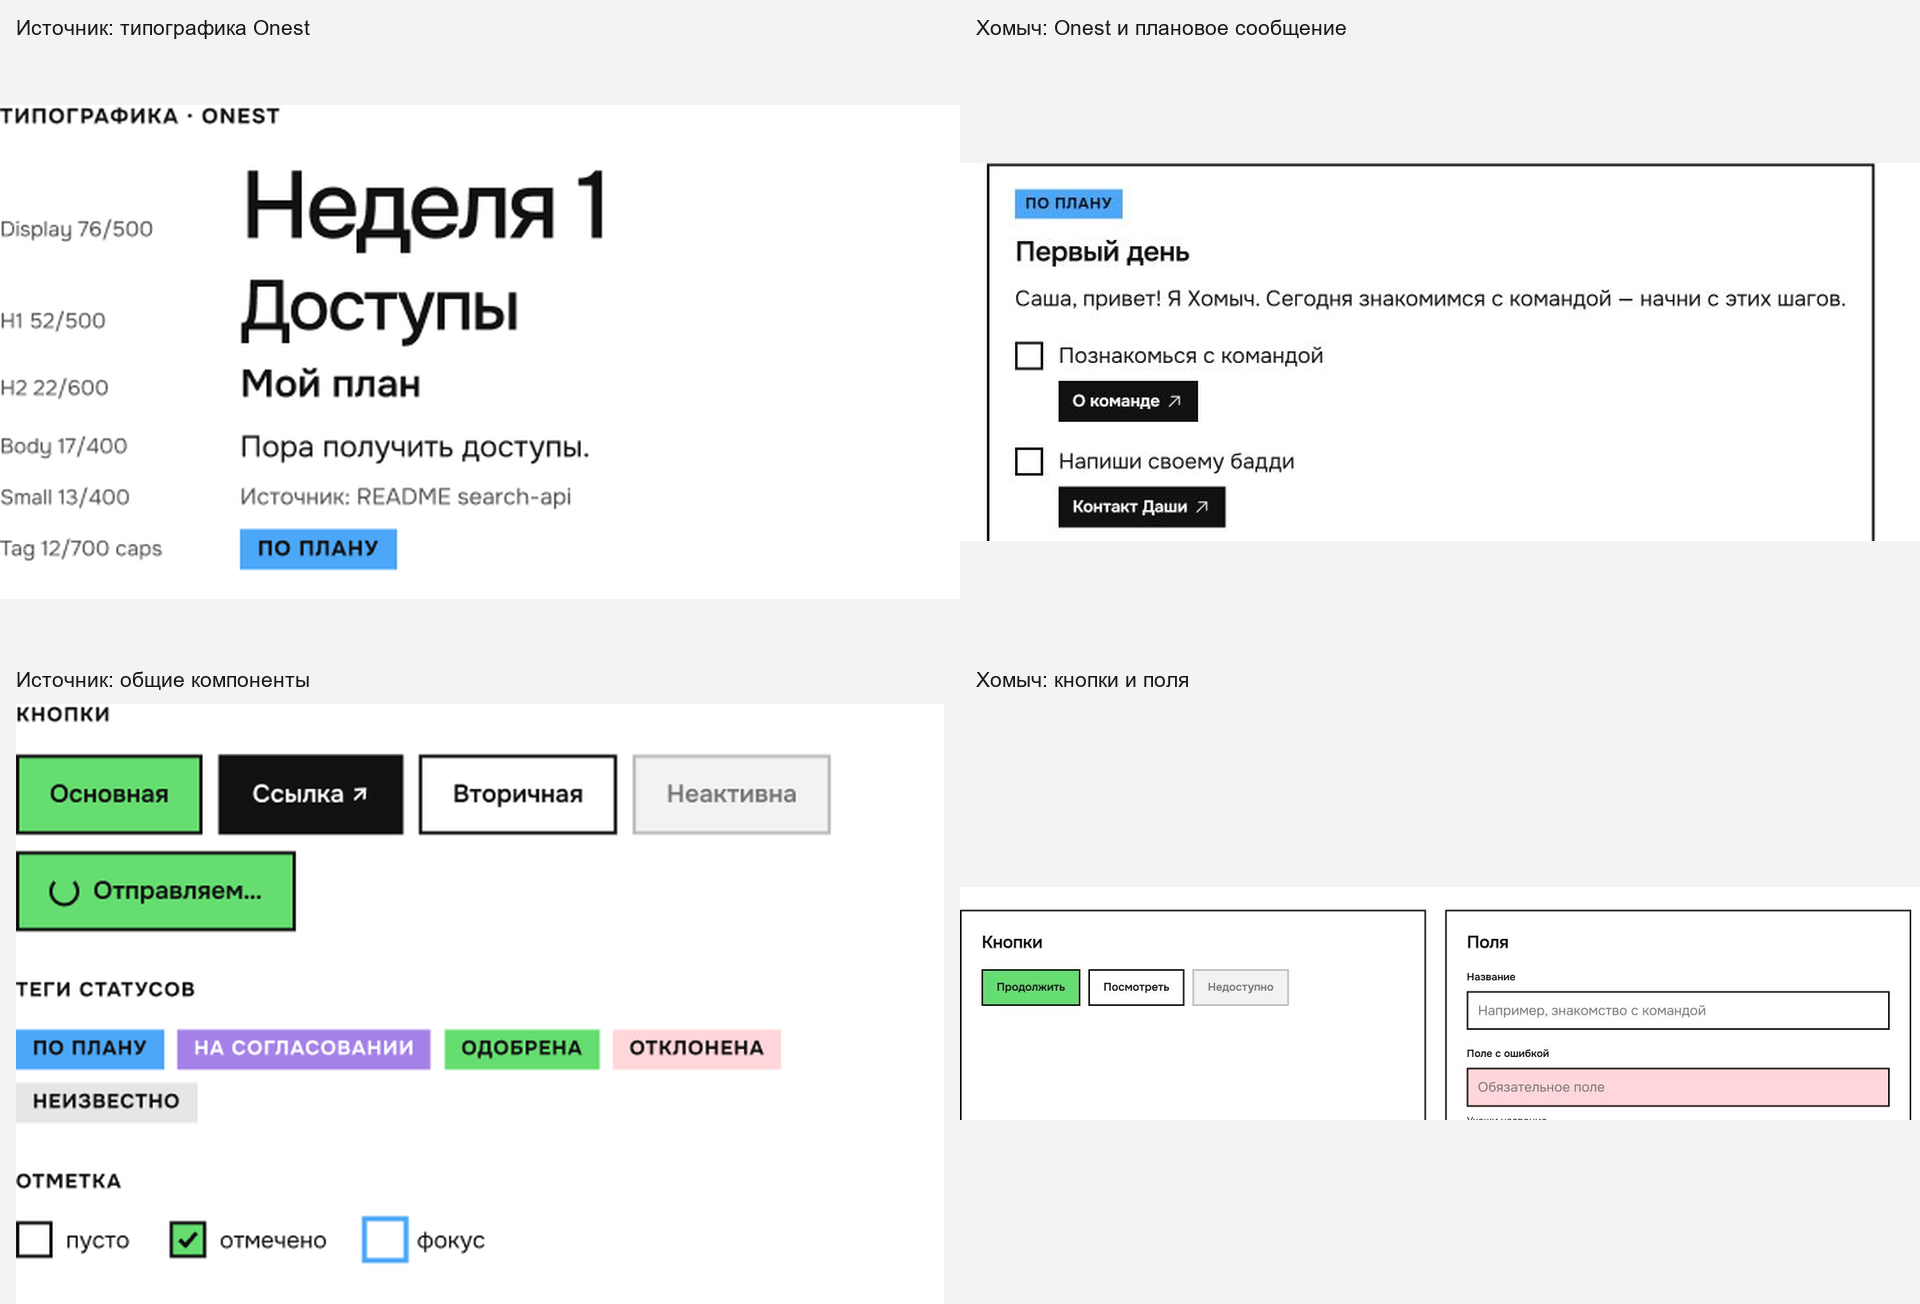 Источник: типографика Onest
ТИПОГРАФИКА · ONEST
Display 76/500
Неделя 1
H1 52/500
Доступы
H2 22/600
Мой план
Body 17/400
Пора получить доступы.
Small 13/400
Источник: README search-api
Tag 12/700 caps
ПО ПЛАНУ
Хомыч: Onest и плановое сообщение
ПО ПЛАНУ
Первый день
Саша, привет! Я Хомыч. Сегодня знакомимся с командой — начни с этих шагов.
Познакомься с командой
О команде ↗
Напиши своему бадди
Контакт Даши ↗
Источник: общие компоненты
КНОПКИ
Основная
Ссылка ↗
Вторичная
Неактивна
Отправляем...
ТЕГИ СТАТУСОВ
ПО ПЛАНУ
НА СОГЛАСОВАНИИ
ОДОБРЕНА
ОТКЛОНЕНА
НЕИЗВЕСТНО
ОТМЕТКА
пусто
отмечено
фокус
Хомыч: кнопки и поля
Кнопки
Продолжить
Посмотреть
Недоступно
Поля
Название
Например, знакомство с командой
Поле с ошибкой
Обязательное поле